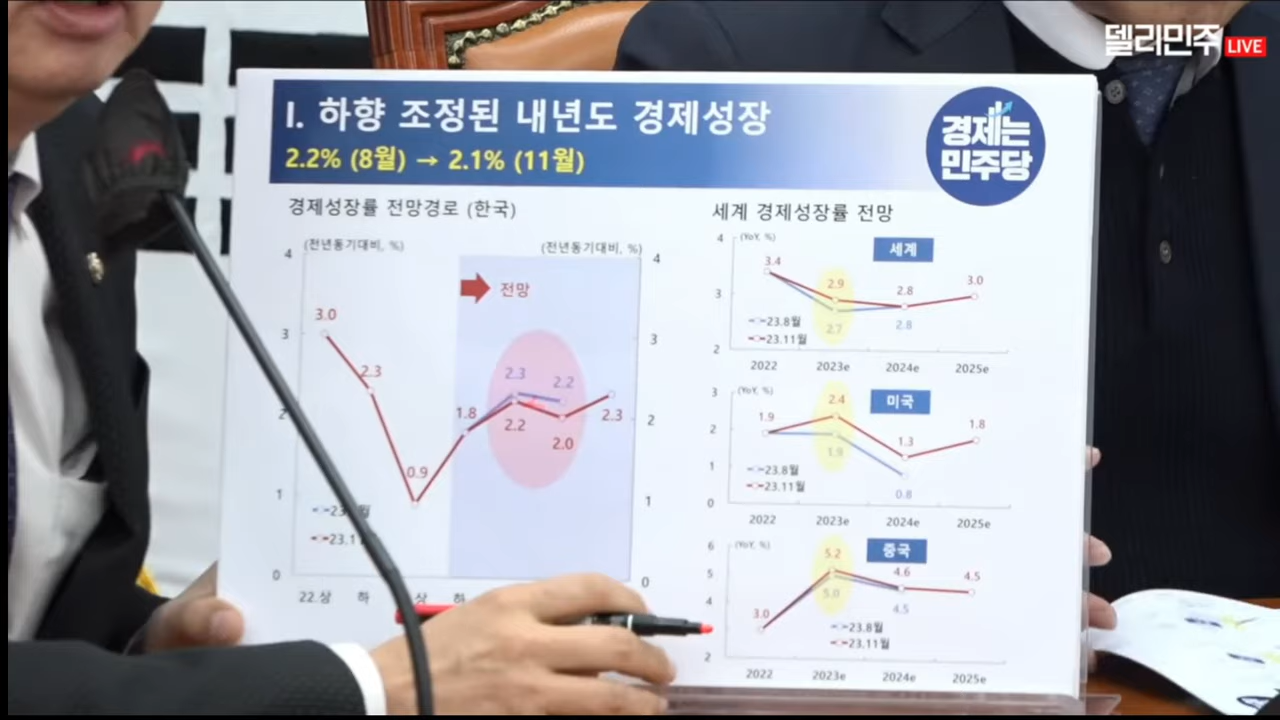 델리민주 LIVE
I. 하향 조정된 내년도 경제성장
2.2% (8월) → 2.1% (11월)
경제는
민주당
경제성장률 전망경로 (한국)
(전년동기대비, %)
(전년동기대비, %)
4
3
2
1
0
4
3
2
1
0
전망
3.0
2.3
0.9
1.8
2.3
2.2
2.2
2.0
2.3
22.상 하 상
세계 경제성장률 전망
4
3
2
(YoY, %)
세계
3.4
2.9
2.7
2.8
2.8
3.0
23.8월
23.11월
2022 2023e 2024e 2025e
3
2
1
0
(YoY, %)
미국
1.9
2.4
1.9
1.3
0.8
1.8
23.8월
23.11월
2022 2023e 2024e 2025e
6
5
4
2
(YoY, %)
중국
3.0
5.2
5.0
4.6
4.5
4.5
23.8월
23.11월
2022 2023e 2024e 2025e